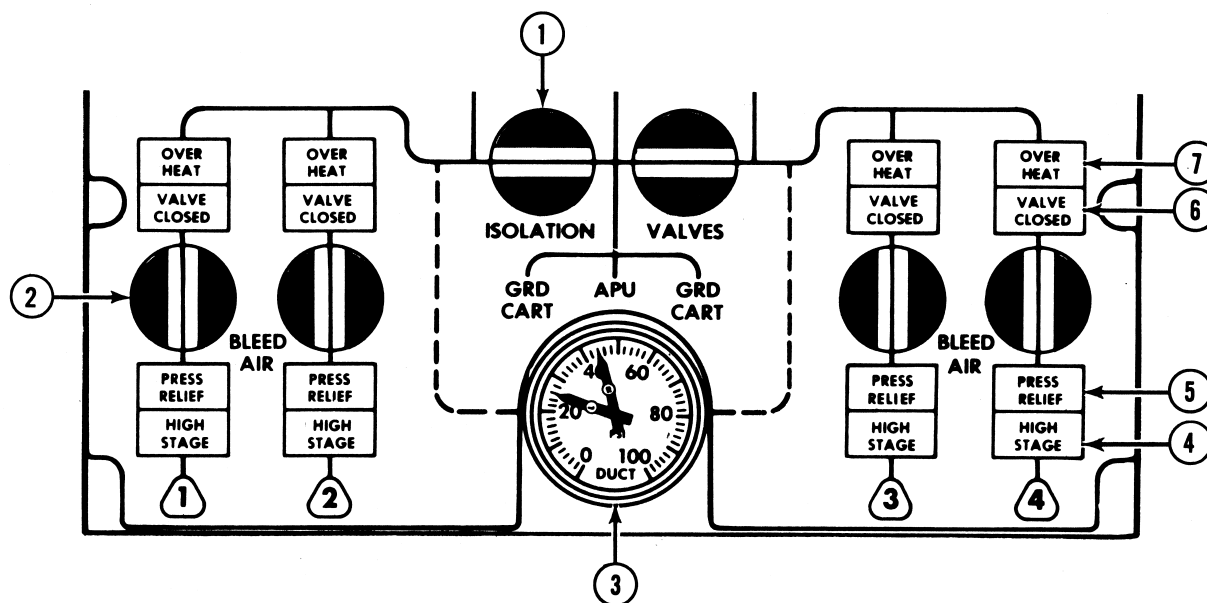 1
OVER
HEAT
VALVE
CLOSED
OVER
HEAT
VALVE
CLOSED
ISOLATION VALVES
OVER
HEAT
VALVE
CLOSED
OVER
HEAT
VALVE
CLOSED
7
6
2
BLEED
AIR
GRD
CART
APU
GRD
CART
BLEED
AIR
PRESS
RELIEF
HIGH
STAGE
PRESS
RELIEF
HIGH
STAGE
40 60
20 80
0 100
PSI
DUCT
PRESS
RELIEF
HIGH
STAGE
PRESS
RELIEF
HIGH
STAGE
5
4
1
2
3
4
3